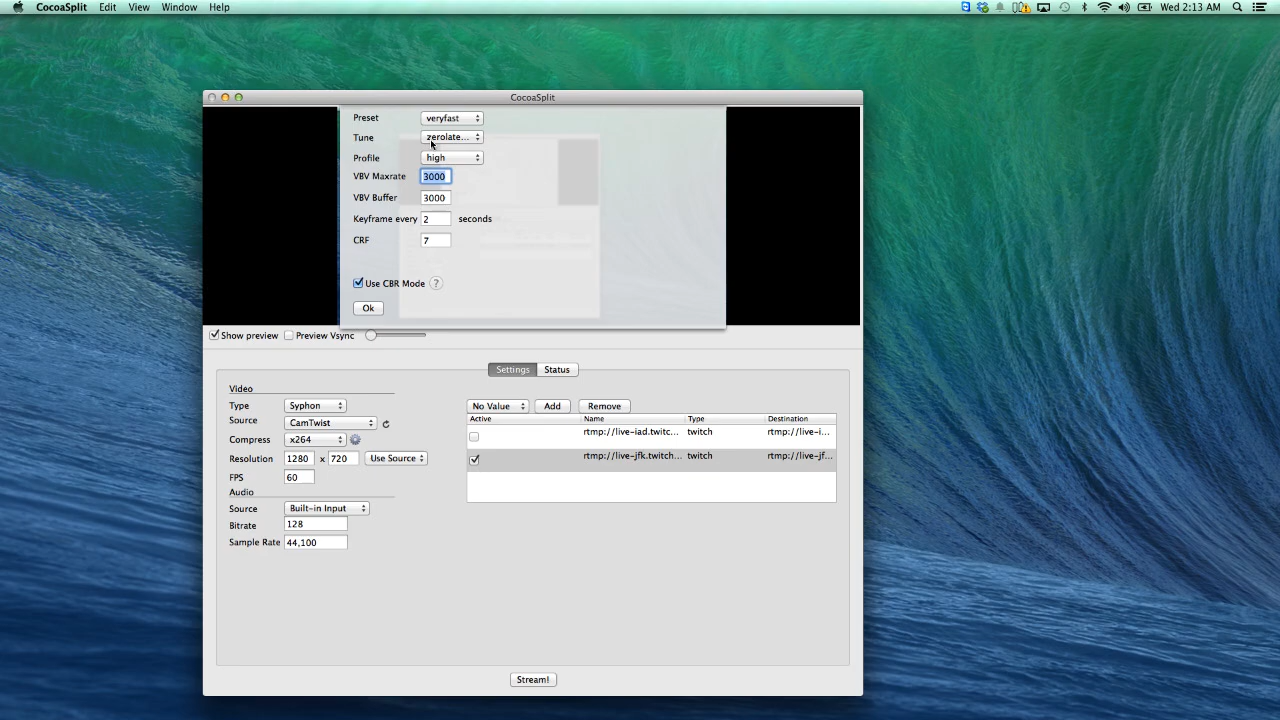 CocoaSplit Edit View Window Help Wed 2:13 AM
CocoaSplit
Preset veryfast
Tune zerolate...
Profile high
VBV Maxrate 3000
VBV Buffer 3000
Keyframe every 2 seconds
CRF 7
Use CBR Mode ?
Ok
Show preview Preview Vsync
Settings Status
Video
Type Syphon
Source CamTwist
Compress x264
Resolution 1280 x 720 Use Source
FPS 60
Audio
Source Built-in Input
Bitrate 128
Sample Rate 44,100
No Value Add Remove
Active Name Type Destination
rtmp://live-iad.twitc... twitch rtmp://live-i...
rtmp://live-jfk.twitch... twitch rtmp://live-jf...
Stream!